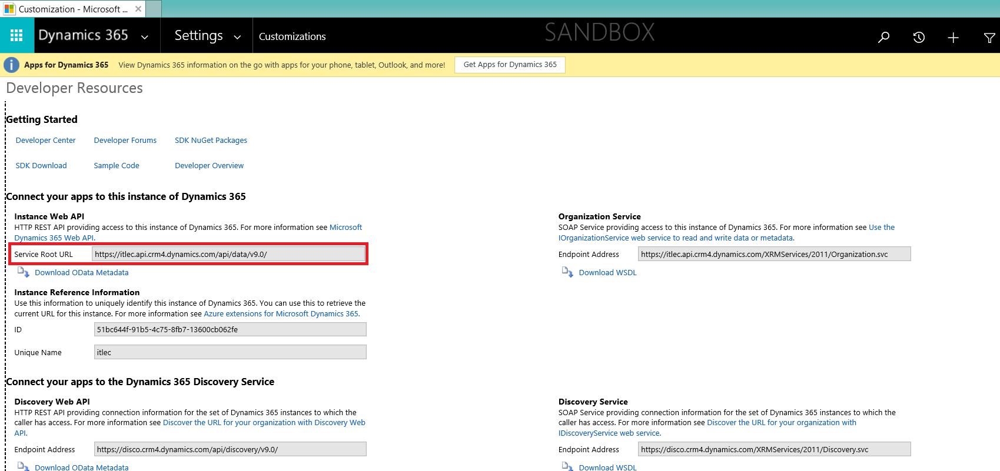 Customization - Microsoft ...
Dynamics 365
Settings
Customizations
SANDBOX
Apps for Dynamics 365 View Dynamics 365 information on the go with apps for your phone, tablet, Outlook, and more! Get Apps for Dynamics 365
Developer Resources
Getting Started
Developer Center Developer Forums SDK NuGet Packages
SDK Download Sample Code Developer Overview
Connect your apps to this instance of Dynamics 365
Instance Web API
HTTP REST API providing access to this instance of Dynamics 365. For more information see Microsoft
Dynamics 365 Web API.
Service Root URL https://itlec.api.crm4.dynamics.com/api/data/v9.0/
Download OData Metadata
Organization Service
SOAP Service providing access to this instance of Dynamics 365. For more information see Use the
IOrganizationService web service to read and write data or metadata.
Endpoint Address https://itlec.api.crm4.dynamics.com/XRMServices/2011/Organization.svc
Download WSDL
Instance Reference Information
Use this information to uniquely identify this instance of Dynamics 365. You can use this to retrieve the
current URL for this instance. For more information see Azure extensions for Microsoft Dynamics 365.
ID 51bc644f-91b5-4c75-8fb7-13600cb062fe
Unique Name itlec
Connect your apps to the Dynamics 365 Discovery Service
Discovery Web API
HTTP REST API providing connection information for the set of Dynamics 365 instances to which the
caller has access. For more information see Discover the URL for your organization with Discovery Web
API.
Endpoint Address https://disco.crm4.dynamics.com/api/discovery/v9.0/
Download OData Metadata
Discovery Service
SOAP Service providing connection information for the set of Dynamics 365 instances to which the
caller has access. For more information see Discover the URL for your organization with
IDiscoveryService web service.
Endpoint Address https://disco.crm4.dynamics.com/XRMServices/2011/Discovery.svc
Download WSDL